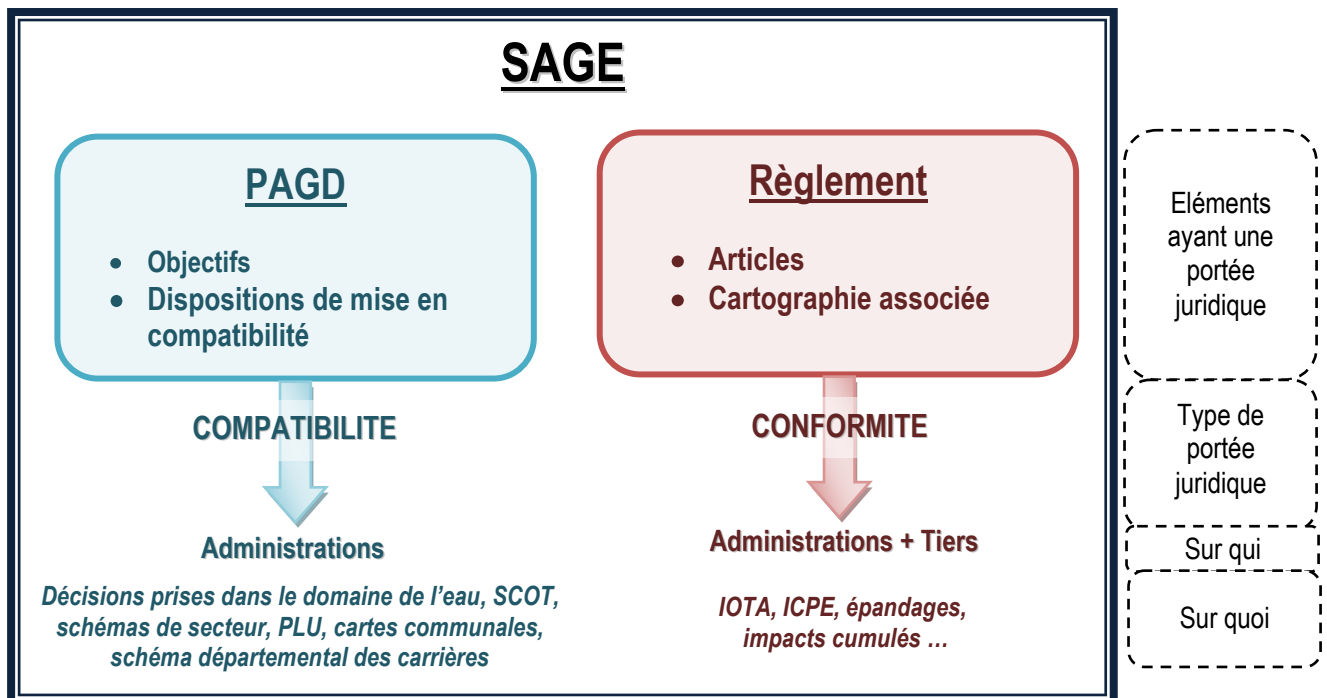 SAGE
PAGD
• Objectifs
• Dispositions de mise en
compatibilité
COMPATIBILITE
Administrations
Décisions prises dans le domaine de l’eau, SCOT,
schémas de secteur, PLU, cartes communales,
schéma départemental des carrières
Règlement
• Articles
• Cartographie associée
CONFORMITE
Administrations + Tiers
IOTA, ICPE, épandages,
impacts cumulés …
Eléments
ayant une
portée
juridique
Type de
portée
juridique
Sur qui
Sur quoi